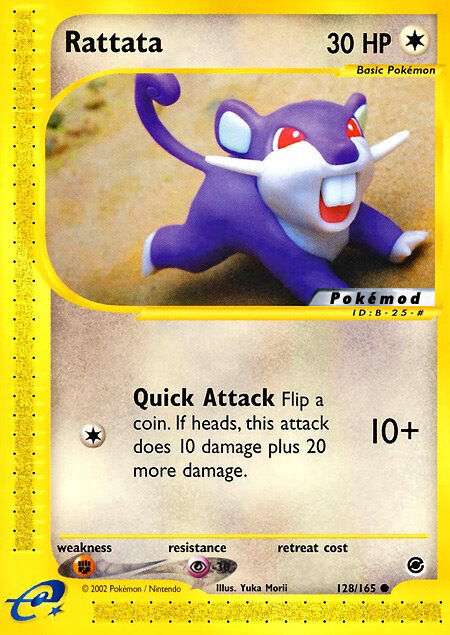 Rattata
30 HP
Basic Pokémon
Pokémod
ID:B-25-#
Quick Attack Flip a
coin. If heads, this attack
does 10 damage plus 20
more damage.
10+
weakness resistance retreat cost
-30
© 2002 Pokémon / Nintendo Illus. Yuka Morii 128/165
e